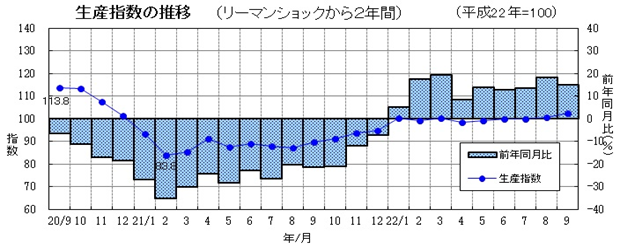 生産指数の推移 （リーマンショックから２年間） （平成２２年=100）
140 130 120 110 100 90 80 70 60
指数
113.8
83.8
40 30 20 10 0 −10 −20 −30 −40
前年同月比(％)
前年同月比
生産指数
20/9 10 11 12 21/1 2 3 4 5 6 7 8 9 10 11 12 22/1 2 3 4 5 6 7 8 9
年/月